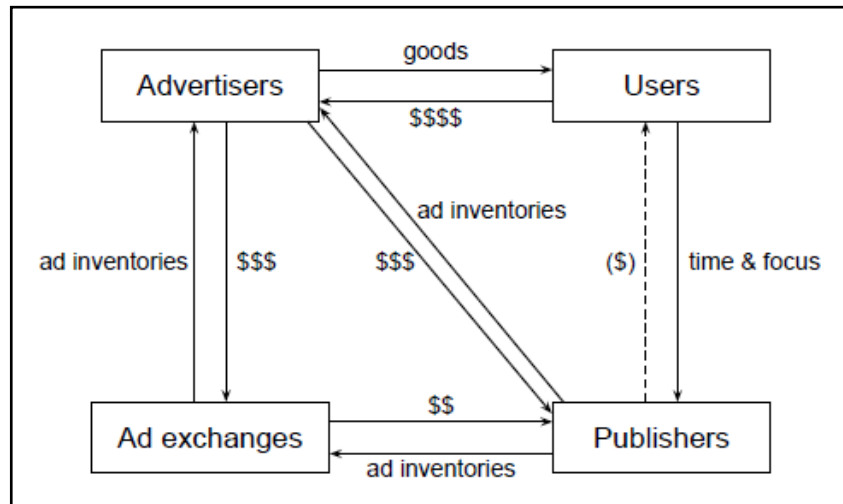 goods
Advertisers
Users
$$$$
ad inventories
ad inventories
$$$
$$$
($)
time & focus
$$
Ad exchanges
Publishers
ad inventories